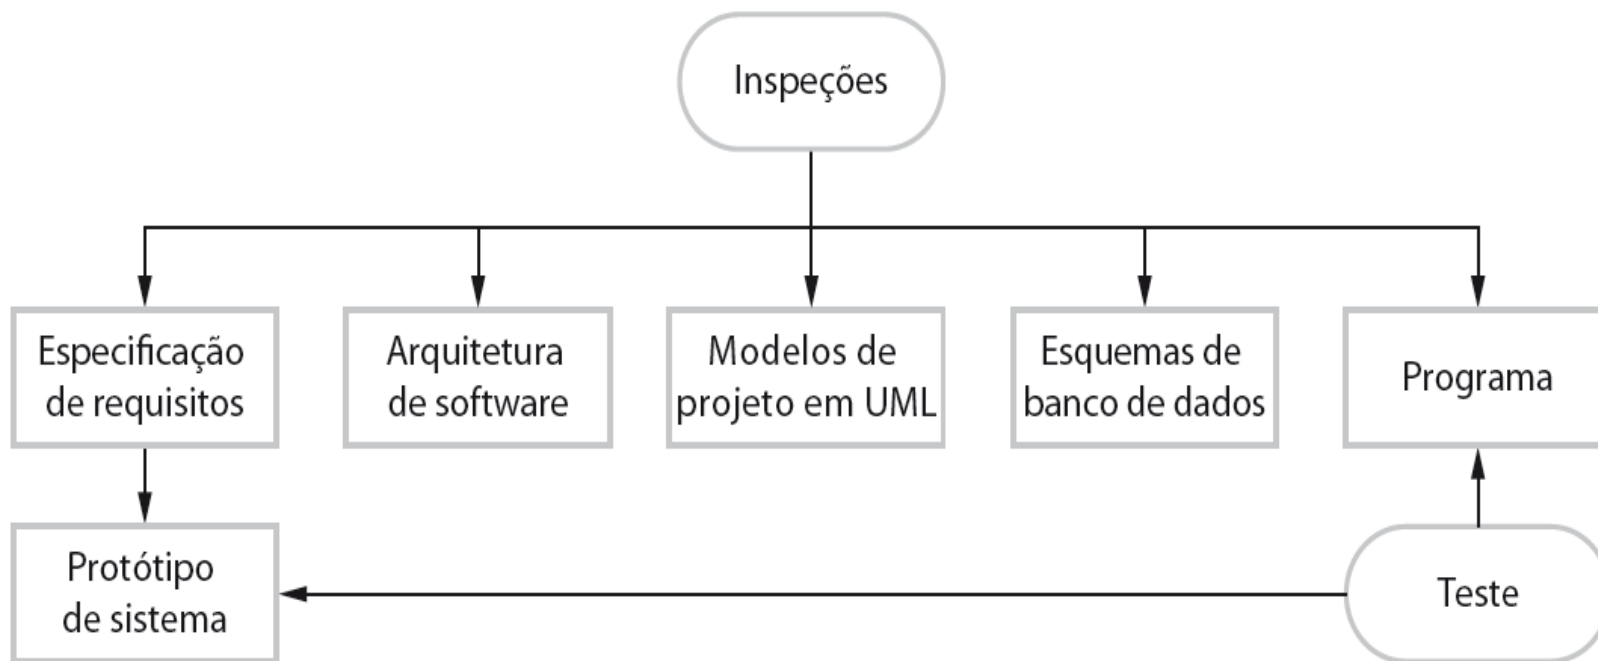 Inspeções
Especificação
de requisitos
Arquitetura
de software
Modelos de
projeto em UML
Esquemas de
banco de dados
Programa
Protótipo
de sistema
Teste